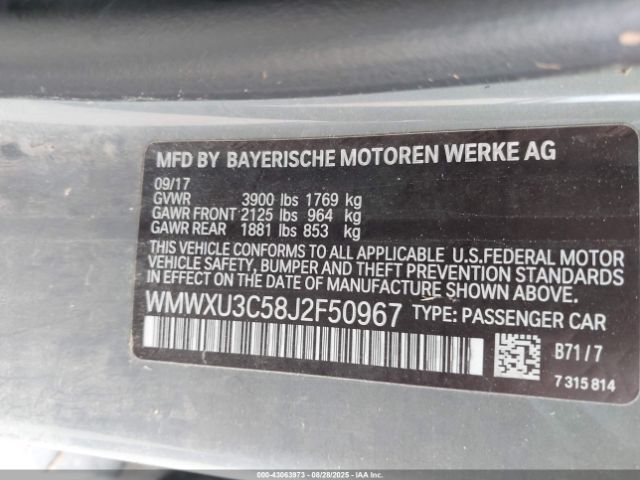 MFD BY BAYERISCHE MOTOREN WERKE AG
09/17
GVWR 3900 lbs 1769 kg
GAWR FRONT 2125 lbs 964 kg
GAWR REAR 1881 lbs 853 kg
THIS VEHICLE CONFORMS TO ALL APPLICABLE U.S.FEDERAL MOTOR
VEHICLE SAFETY, BUMPER AND THEFT PREVENTION STANDARDS
IN EFFECT ON THE DATE OF MANUFACTURE SHOWN ABOVE.
WMWXU3C58J2F50967 TYPE: PASSENGER CAR
B71/7
7 315 814
000-43063973 - 08/28/2025 - COPYRIGHT IAA, LLC